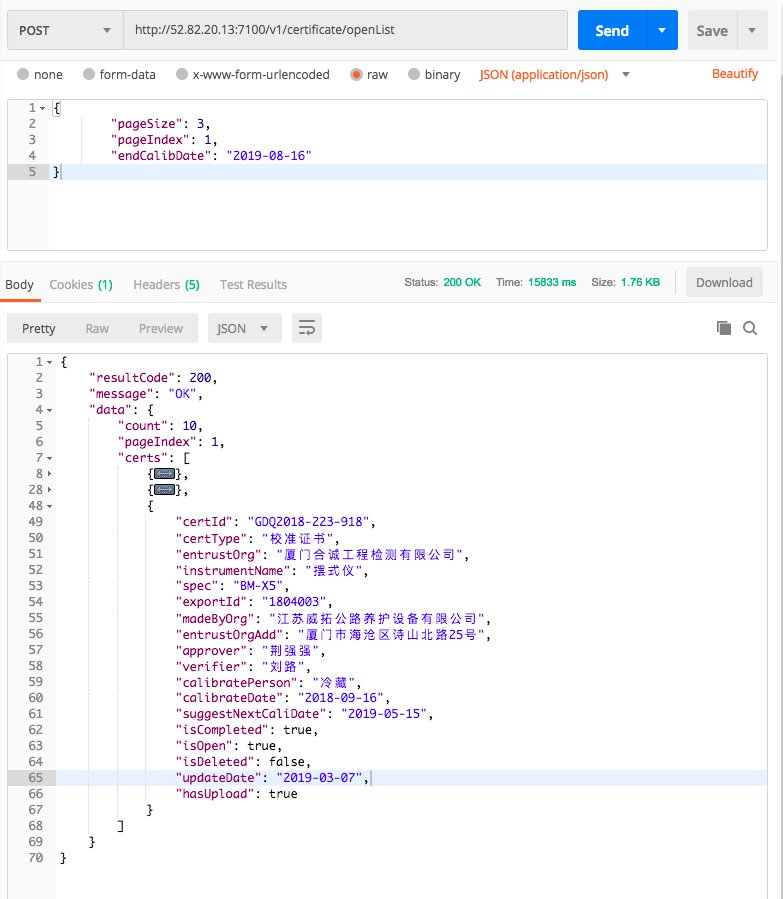 POST http://52.82.20.13:7100/v1/certificate/openList Send Save
none form-data x-www-form-urlencoded raw binary JSON (application/json) Beautify
1 {
2 "pageSize": 3,
3 "pageIndex": 1,
4 "endCalibDate": "2019-08-16"
5 }
Body Cookies (1) Headers (5) Test Results Status: 200 OK Time: 15833 ms Size: 1.76 KB Download
Pretty Raw Preview JSON
1 {
2 "resultCode": 200,
3 "message": "OK",
4 "data": {
5 "count": 10,
6 "pageIndex": 1,
7 "certs": [
8 {},
28 {},
48 {
49 "certId": "GDQ2018-223-918",
50 "certType": "校准证书",
51 "entrustOrg": "厦门合诚工程检测有限公司",
52 "instrumentName": "摆式仪",
53 "spec": "BM-X5",
54 "exportId": "1804003",
55 "madeByOrg": "江苏威拓公路养护设备有限公司",
56 "entrustOrgAdd": "厦门市海沧区诗山北路25号",
57 "approver": "荆强强",
58 "verifier": "刘路",
59 "calibratePerson": "冷藏",
60 "calibrateDate": "2018-09-16",
61 "suggestNextCaliDate": "2019-05-15",
62 "isCompleted": true,
63 "isOpen": true,
64 "isDeleted": false,
65 "updateDate": "2019-03-07",
66 "hasUpload": true
67 }
68 ]
69 }
70 }